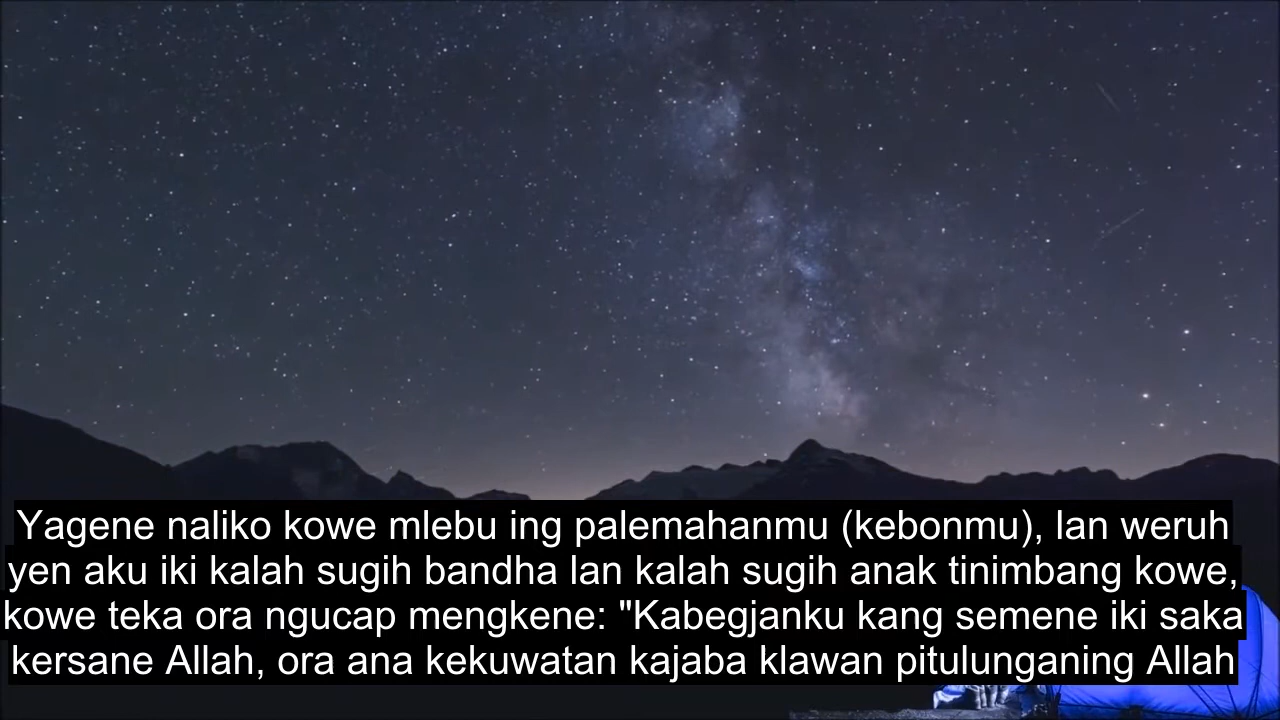 Yagene naliko kowe mlebu ing palemahanmu (kebonmu), lan weruh
yen aku iki kalah sugih bandha lan kalah sugih anak tinimbang kowe,
kowe teka ora ngucap mengkene: "Kabegjanku kang semene iki saka
kersane Allah, ora ana kekuwatan kajaba klawan pitulunganing Allah